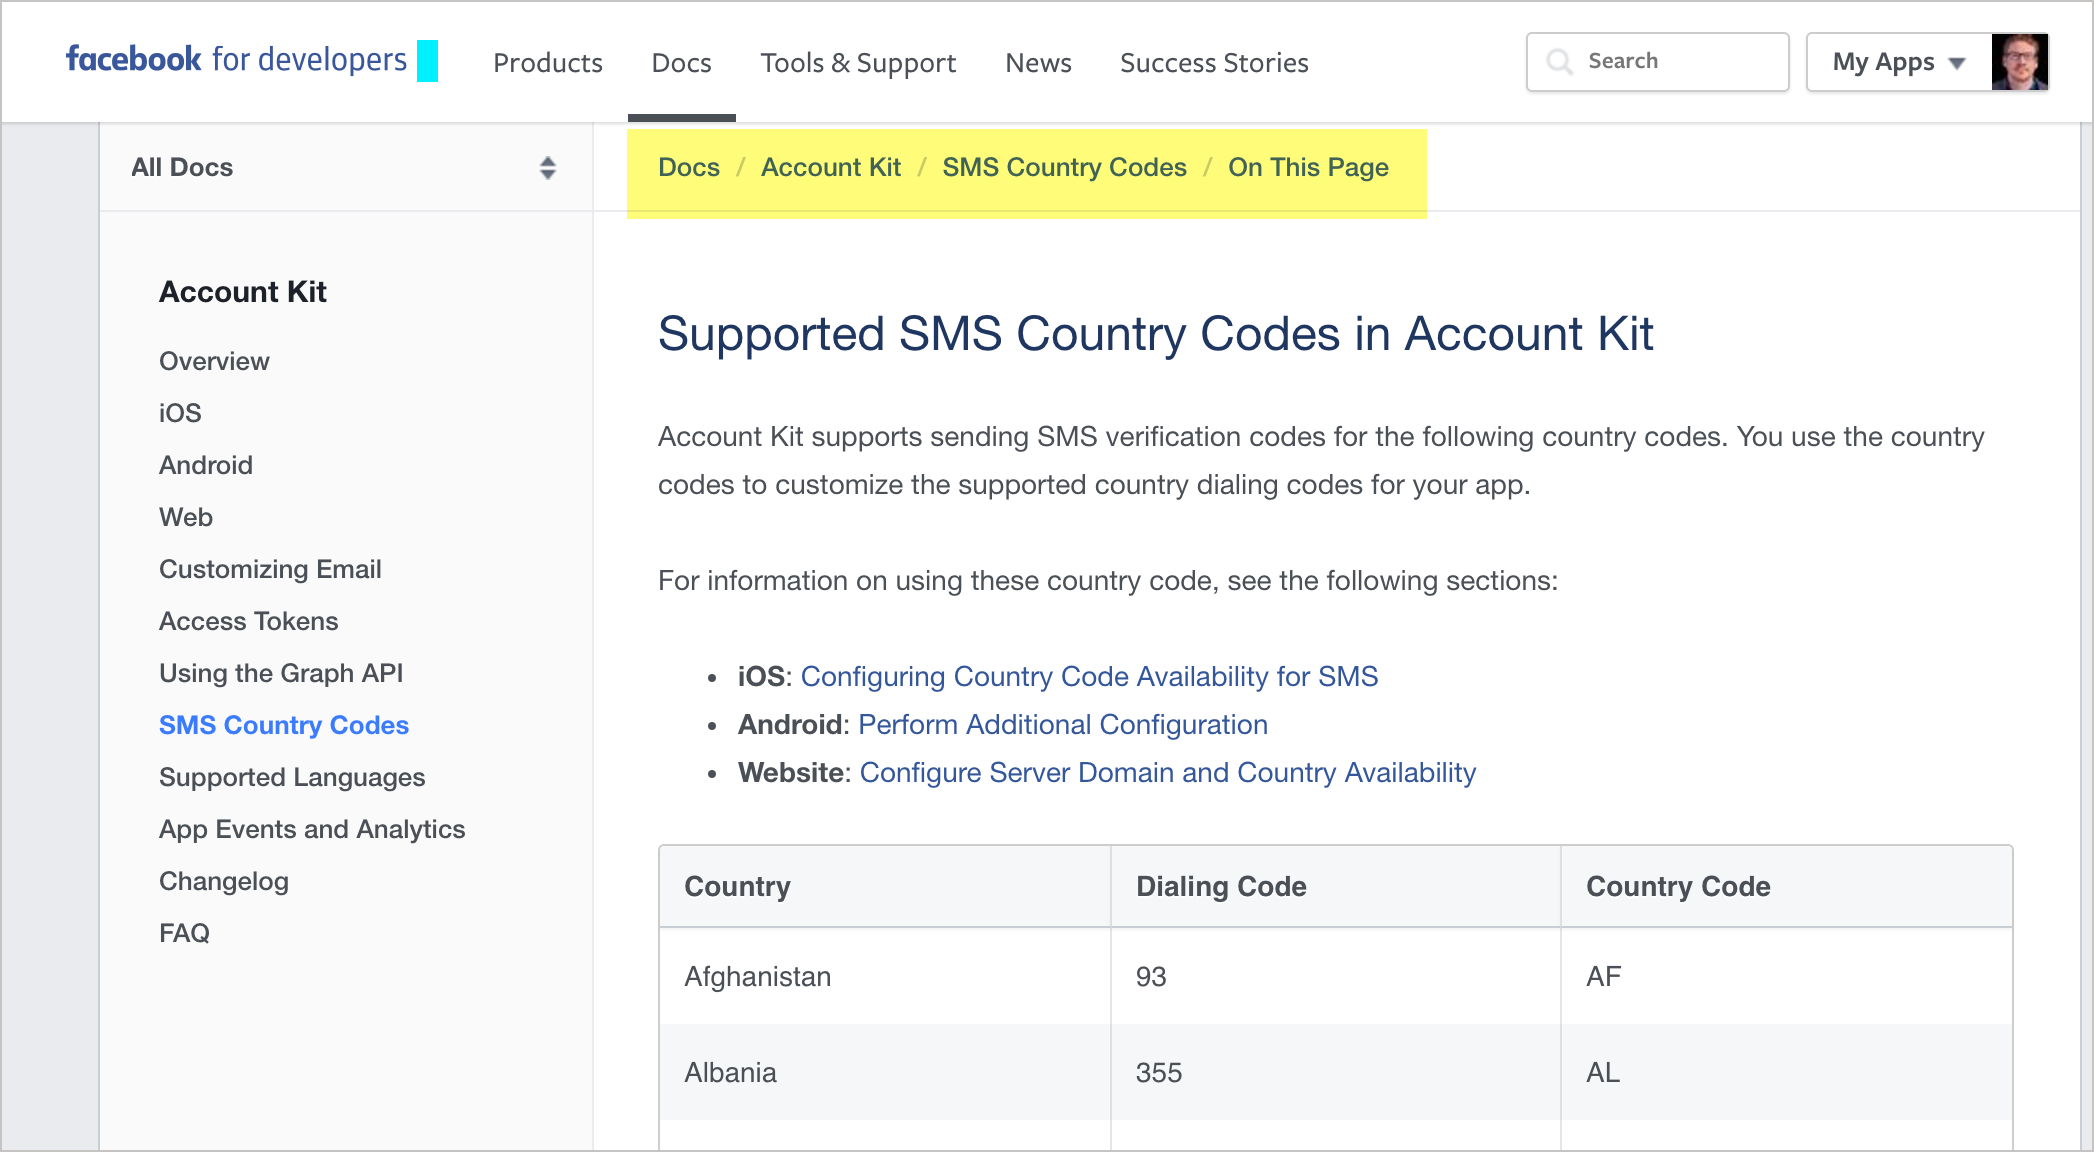 facebook for developers
Products
Docs
Tools & Support
News
Success Stories
Search
My Apps
All Docs
Docs / Account Kit / SMS Country Codes / On This Page
Account Kit
Overview
iOS
Android
Web
Customizing Email
Access Tokens
Using the Graph API
SMS Country Codes
Supported Languages
App Events and Analytics
Changelog
FAQ
Supported SMS Country Codes in Account Kit
Account Kit supports sending SMS verification codes for the following country codes. You use the country
codes to customize the supported country dialing codes for your app.
For information on using these country code, see the following sections:
• iOS: Configuring Country Code Availability for SMS
• Android: Perform Additional Configuration
• Website: Configure Server Domain and Country Availability
Country Dialing Code Country Code
Afghanistan 93 AF
Albania 355 AL